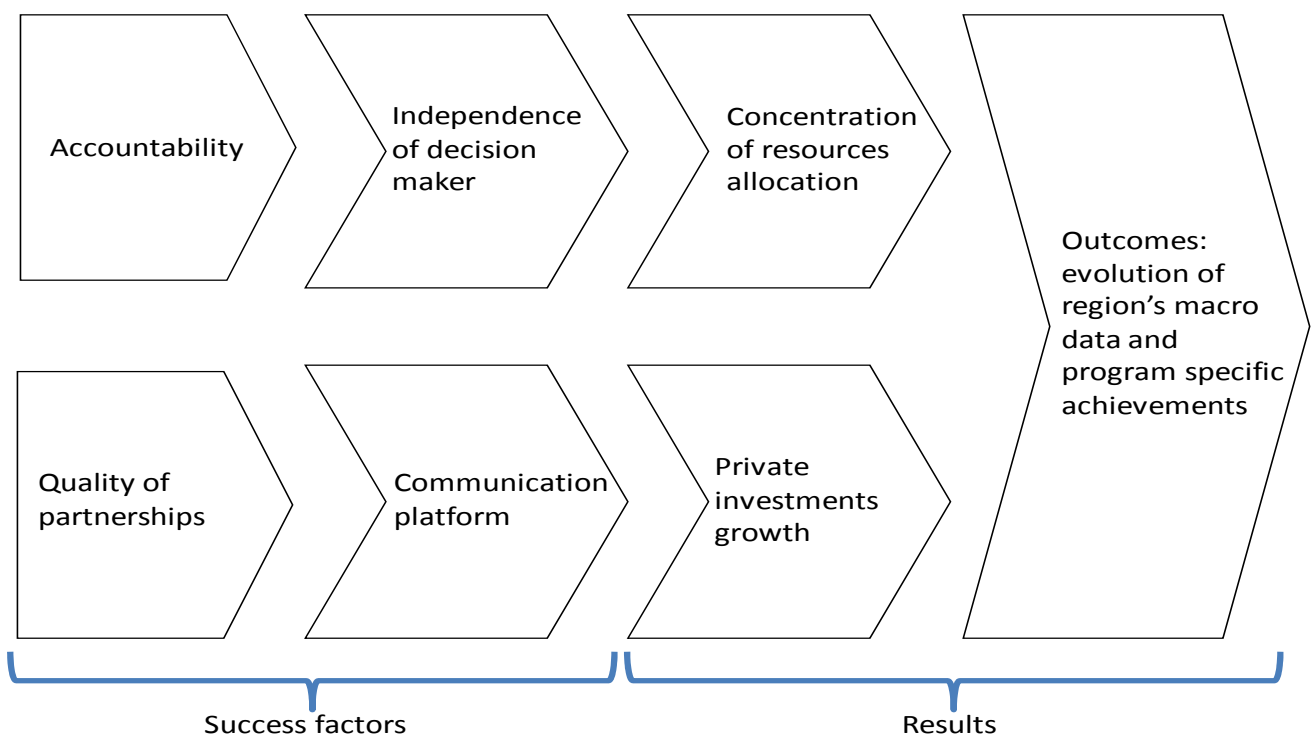 Accountability
Independence
of decision
maker
Concentration
of resources
allocation
Outcomes:
evolution of
region's macro
data and
program specific
achievements
Quality of
partnerships
Communication
platform
Private
investments
growth
Success factors
Results